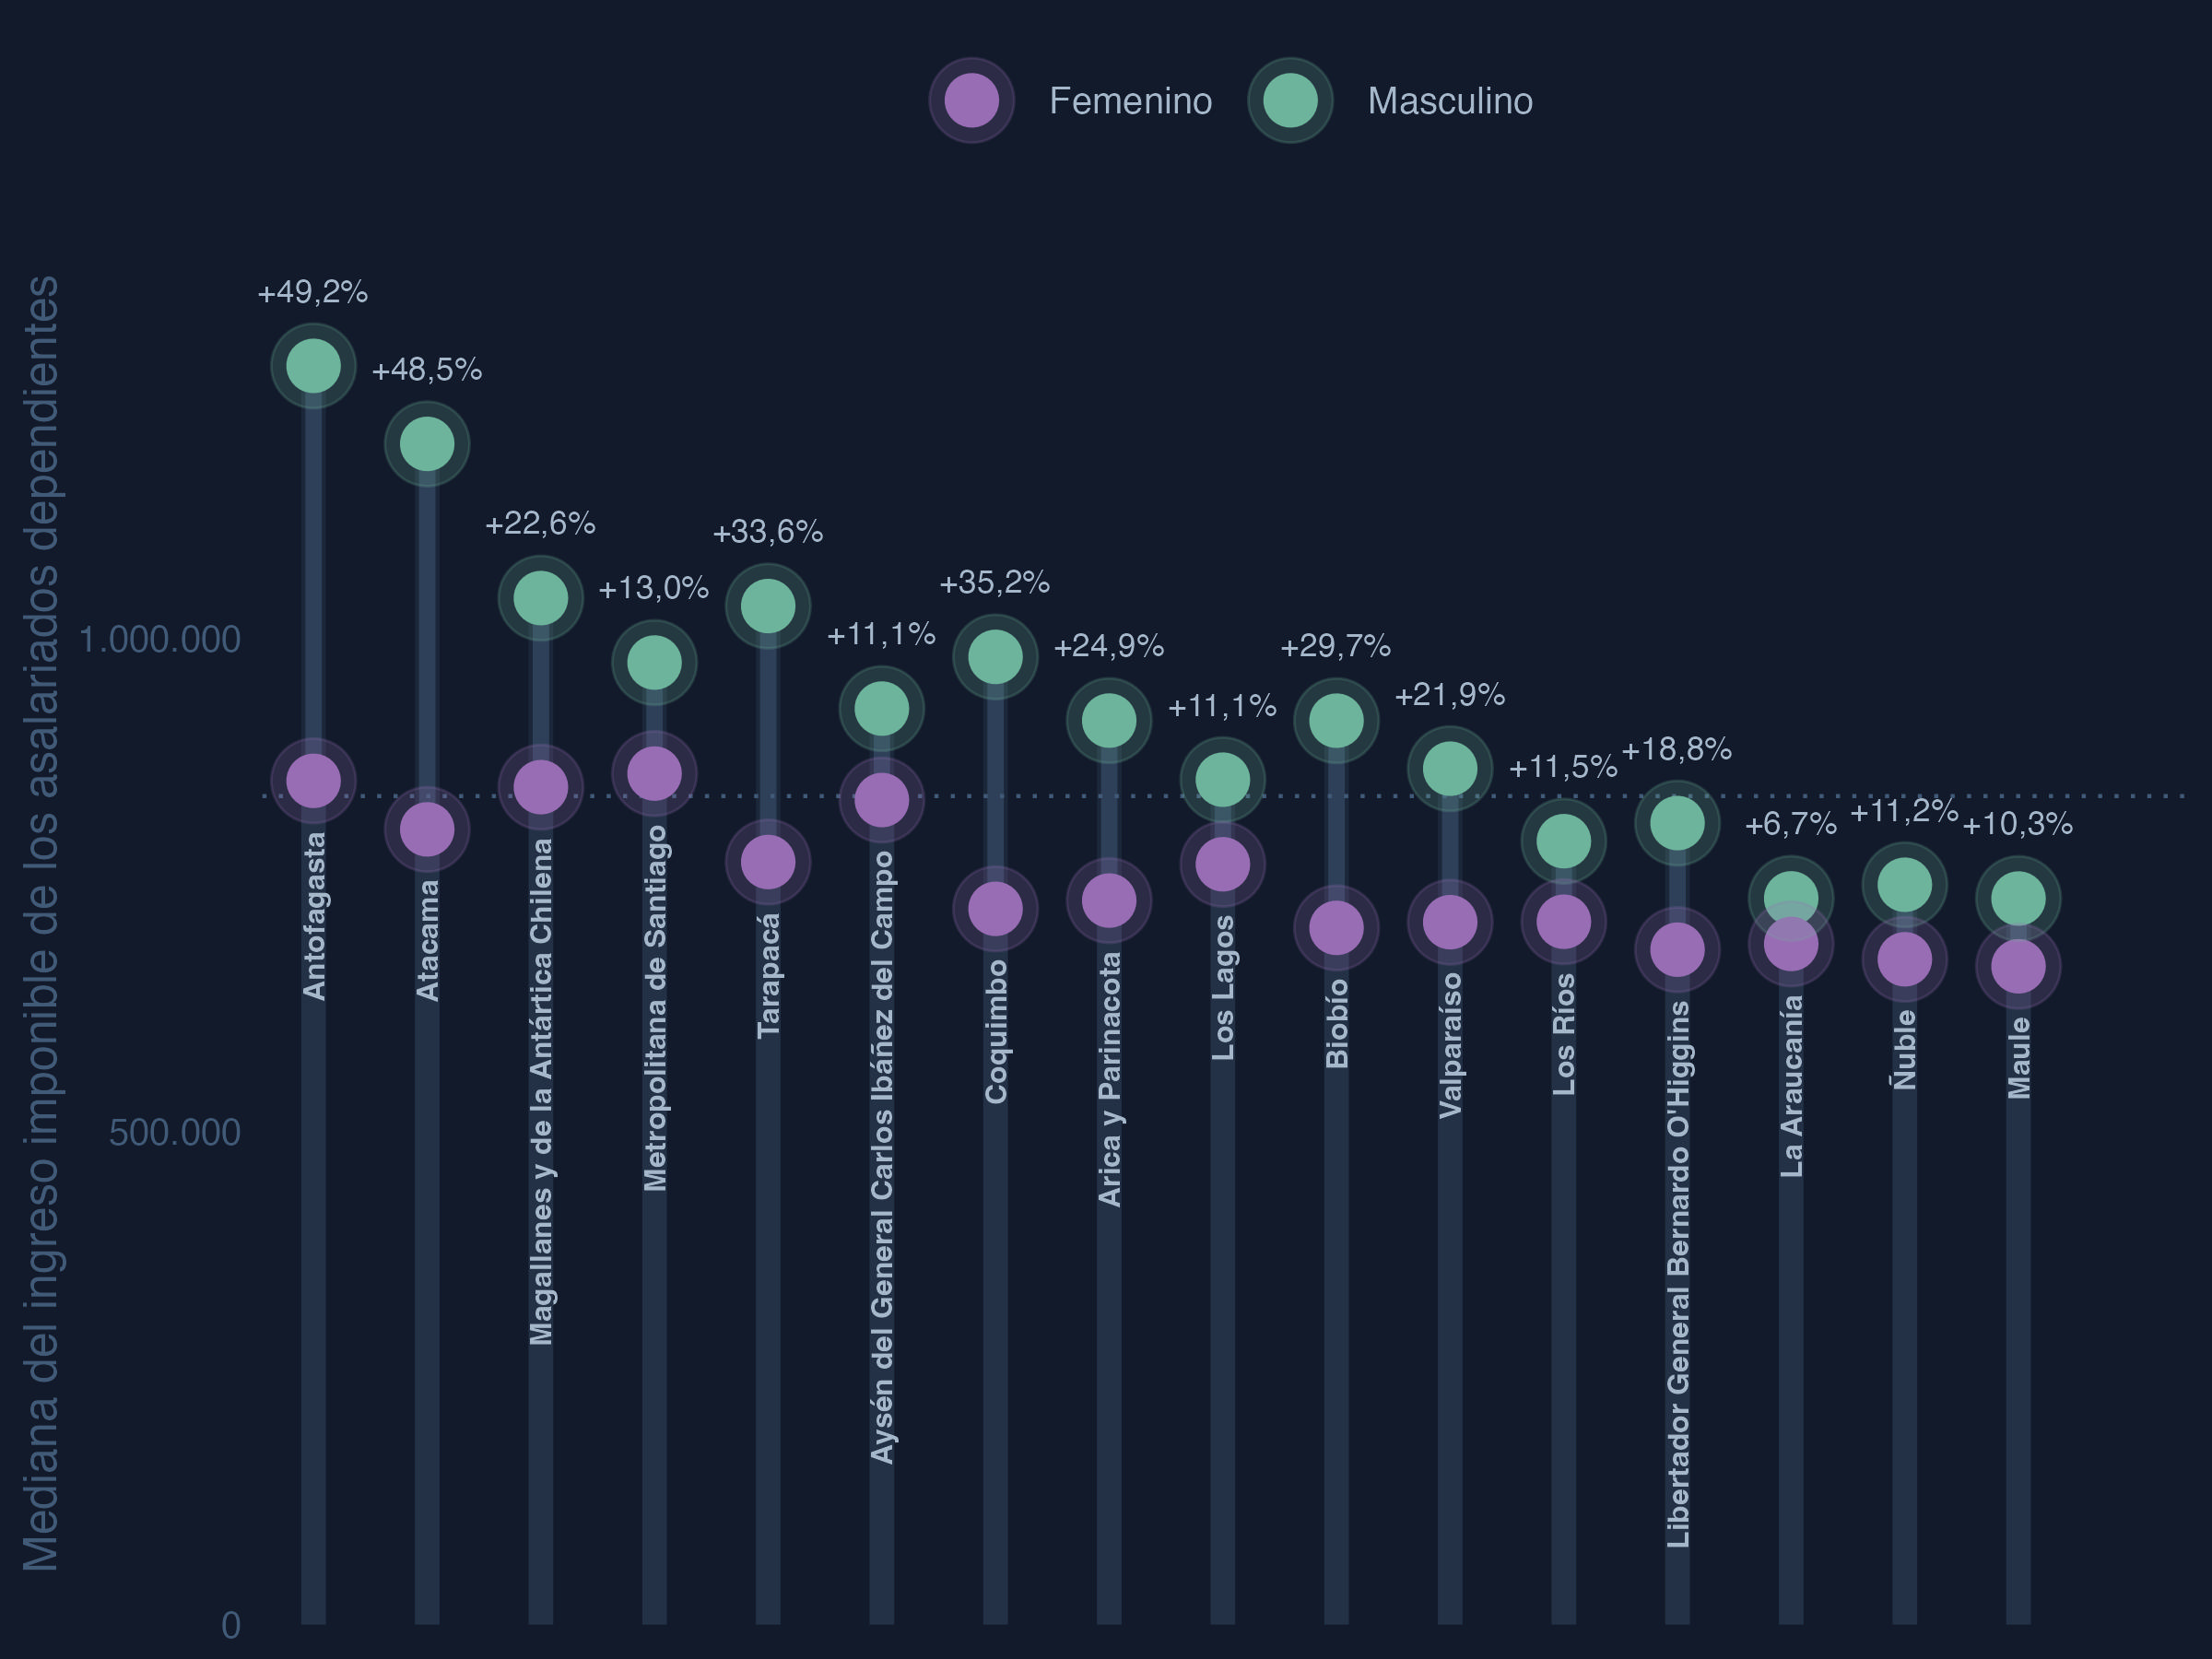 Femenino
Masculino
Mediana del ingreso imponible de los asalariados dependientes
1.000.000
500.000
0
+49,2%
+48,5%
+22,6%
+13,0%
+33,6%
+11,1%
+35,2%
+24,9%
+11,1%
+29,7%
+21,9%
+11,5%
+18,8%
+6,7%
+11,2%
+10,3%
Antofagasta
Atacama
Magallanes y de la Antártica Chilena
Metropolitana de Santiago
Tarapacá
Aysén del General Carlos Ibáñez del Campo
Coquimbo
Arica y Parinacota
Los Lagos
Biobío
Valparaíso
Los Ríos
Libertador General Bernardo O'Higgins
La Araucanía
Ñuble
Maule